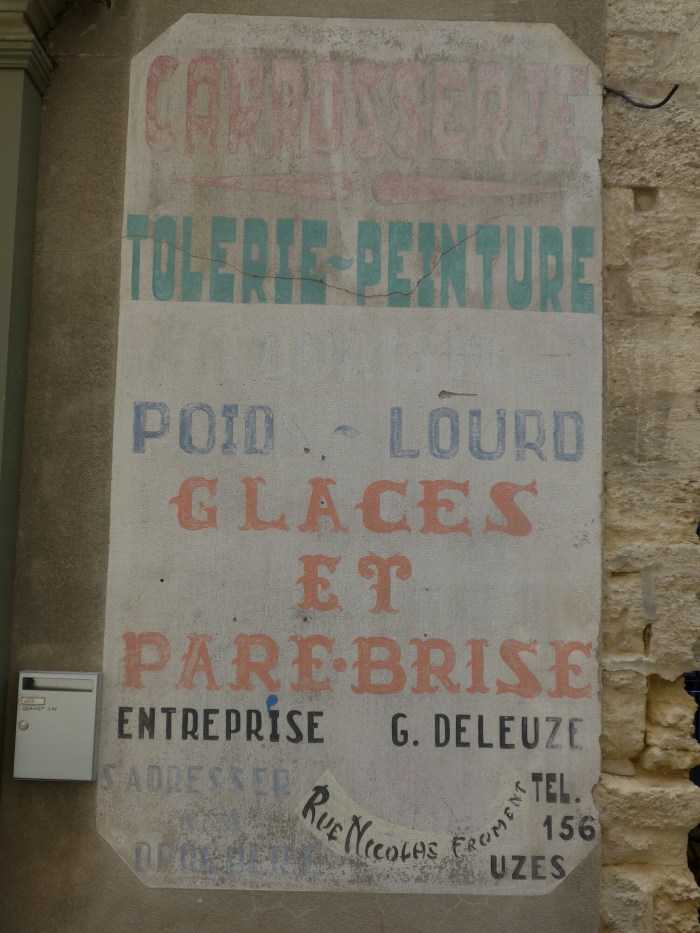 CARROSSERIE
TOLERIE-PEINTURE
POID - LOURD
GLACES
ET
PARE-BRISE
ENTREPRISE G. DELEUZE
S'ADRESSER
RUE NICOLAS FROMENT
TEL.
156
UZES